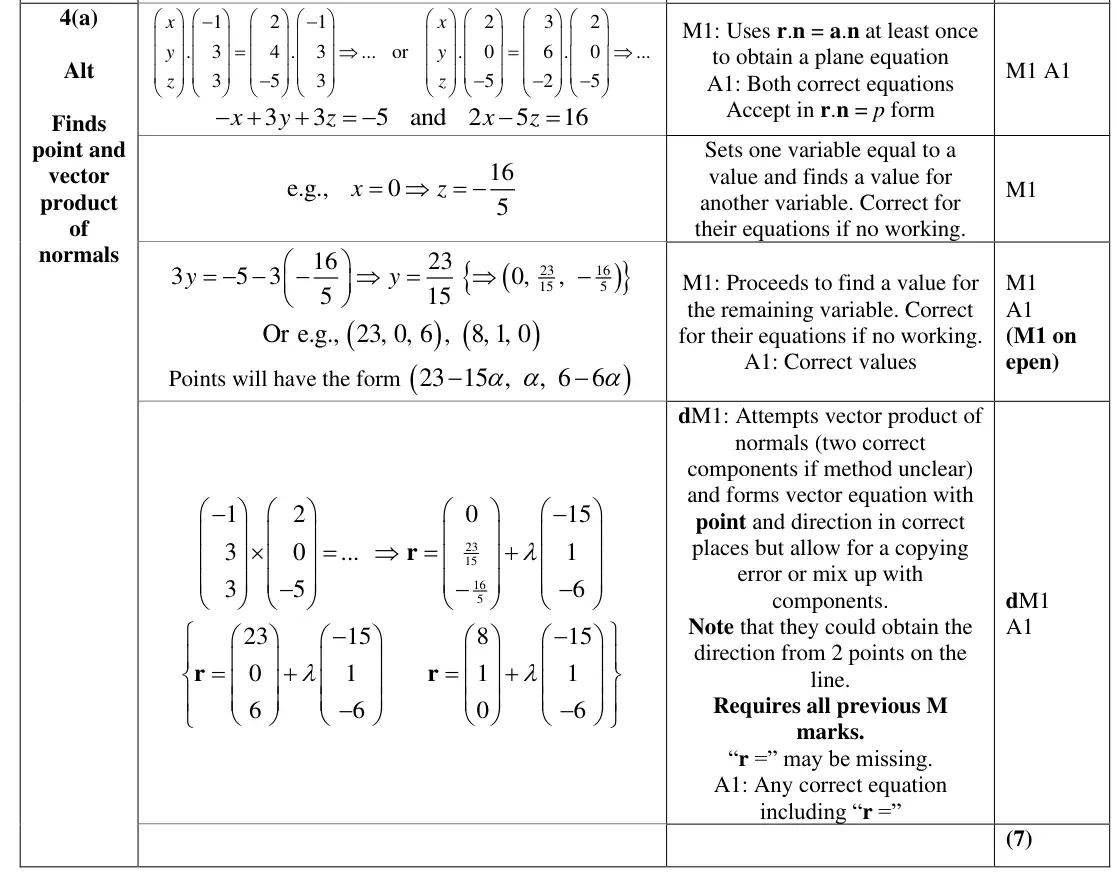 4(a)
Alt
Finds
point and
vector
product
of
normals
(x y z) . (−1 3 3) = (2 4 −5) . (−1 3 3) ⇒ ... or (x y z) . (2 0 −5) = (3 6 −2) . (2 0 −5) ⇒ ...
−x + 3y + 3z = −5 and 2x − 5z = 16
M1: Uses r.n = a.n at least once
to obtain a plane equation
A1: Both correct equations
Accept in r.n = p form
M1 A1
e.g., x = 0 ⇒ z = −16/5
Sets one variable equal to a
value and finds a value for
another variable. Correct for
their equations if no working.
M1
3y = −5 − 3(−16/5) ⇒ y = 23/15 {⇒ (0, 23/15, −16/5)}
Or e.g., (23, 0, 6), (8, 1, 0)
Points will have the form (23 − 15α, α, 6 − 6α)
M1: Proceeds to find a value for
the remaining variable. Correct
for their equations if no working.
A1: Correct values
M1
A1
(M1 on
epen)
(−1 3 3) × (2 0 −5) = ... ⇒ r = (0 23/15 −16/5) + λ (−15 1 −6)
{r = (23 0 6) + λ (−15 1 −6) r = (8 1 0) + λ (−15 1 −6)}
dM1: Attempts vector product of
normals (two correct
components if method unclear)
and forms vector equation with
point and direction in correct
places but allow for a copying
error or mix up with
components.
Note that they could obtain the
direction from 2 points on the
line.
Requires all previous M
marks.
“r =” may be missing.
A1: Any correct equation
including “r =”
dM1
A1
(7)